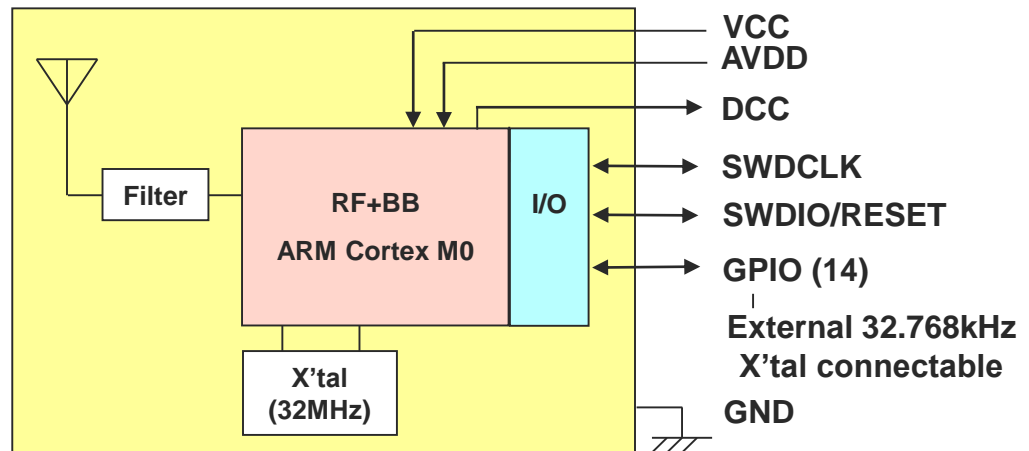 VCC
AVDD
DCC
Filter
RF+BB
ARM Cortex M0
I/O
SWDCLK
SWDIO/RESET
GPIO (14)
External 32.768kHz
X’tal connectable
X’tal
(32MHz)
GND